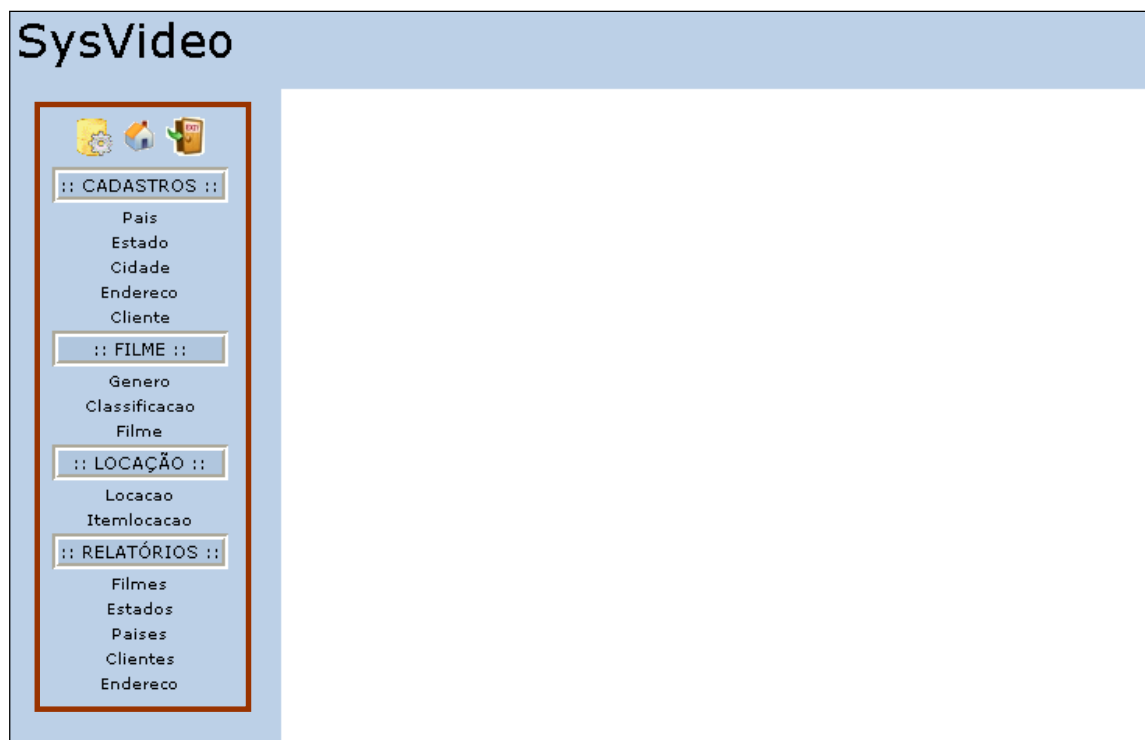 SysVideo
EXIT
:: CADASTROS ::
Pais
Estado
Cidade
Endereco
Cliente
:: FILME ::
Genero
Classificacao
Filme
:: LOCAÇÃO ::
Locacao
Itemlocacao
:: RELATÓRIOS ::
Filmes
Estados
Paises
Clientes
Endereco